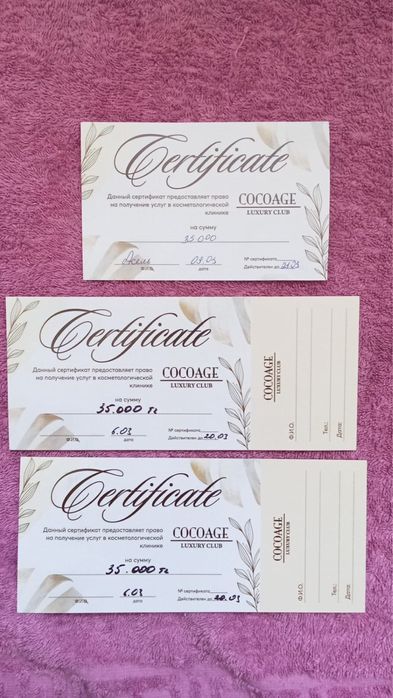 Certificate
Данный сертификат предоставляет право
на получение услуг в косметологической
клинике
COCOAGE
LUXURY CLUB
на сумму
35.000
03.03
№ сертификата
Ф.И.О. дата Действителен до 21.03
Certificate
Данный сертификат предоставляет право
на получение услуг в косметологической
клинике
COCOAGE
LUXURY CLUB
на сумму
35.000 тг
6.03
№ сертификата
Ф.И.О. дата Действителен до 20.03
COCOAGE
LUXURY CLUB
Ф.И.О.
Тел.:
Дата:
Certificate
Данный сертификат предоставляет право
на получение услуг в косметологической
клинике
COCOAGE
LUXURY CLUB
на сумму
35.000 тг
6.03
№ сертификата
Ф.И.О. дата Действителен до 20.03
COCOAGE
LUXURY CLUB
Ф.И.О.
Тел.:
Дата: